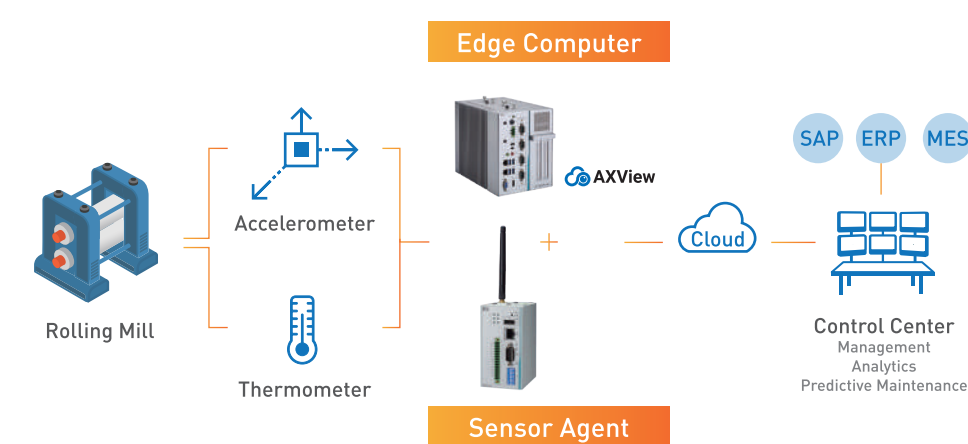 Edge Computer
SAP
ERP
MES
AXView
Accelerometer
Cloud
Rolling Mill
Control Center
Management
Analytics
Predictive Maintenance
Thermometer
Sensor Agent